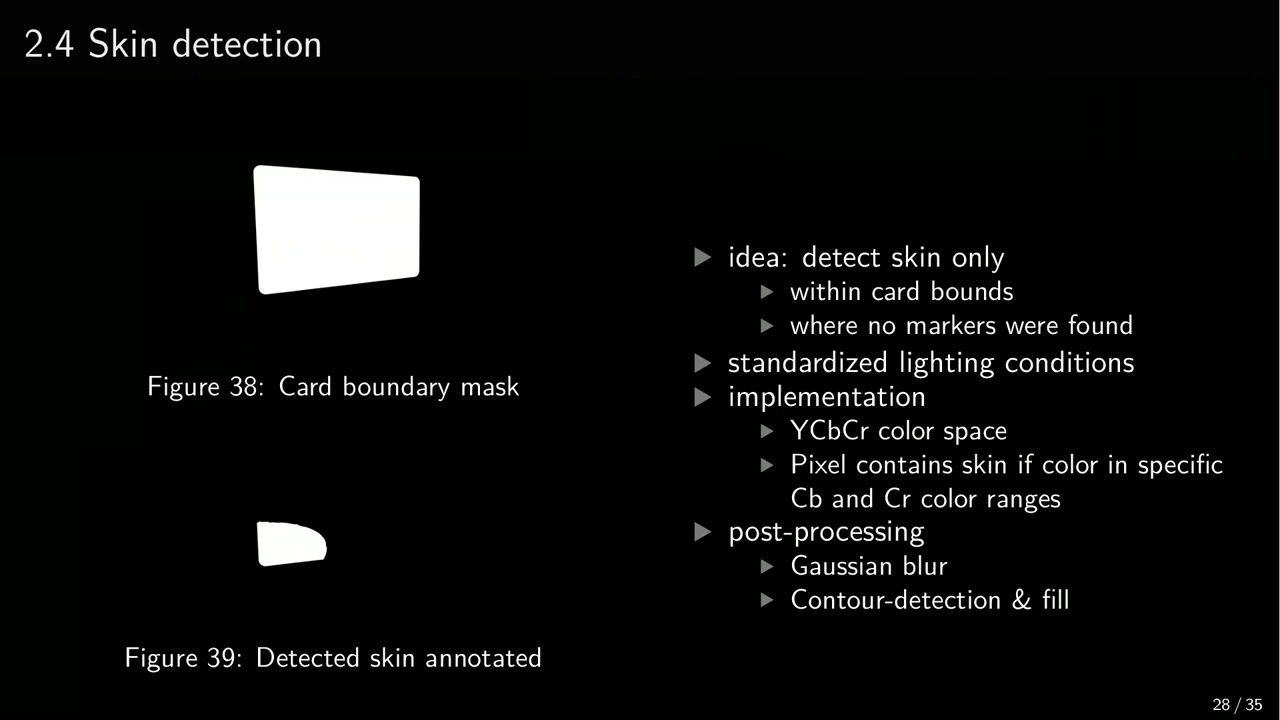 2.4 Skin detection
Figure 38: Card boundary mask
Figure 39: Detected skin annotated
idea: detect skin only
within card bounds
where no markers were found
standardized lighting conditions
implementation
YCbCr color space
Pixel contains skin if color in specific
Cb and Cr color ranges
post-processing
Gaussian blur
Contour-detection & fill
28 / 35